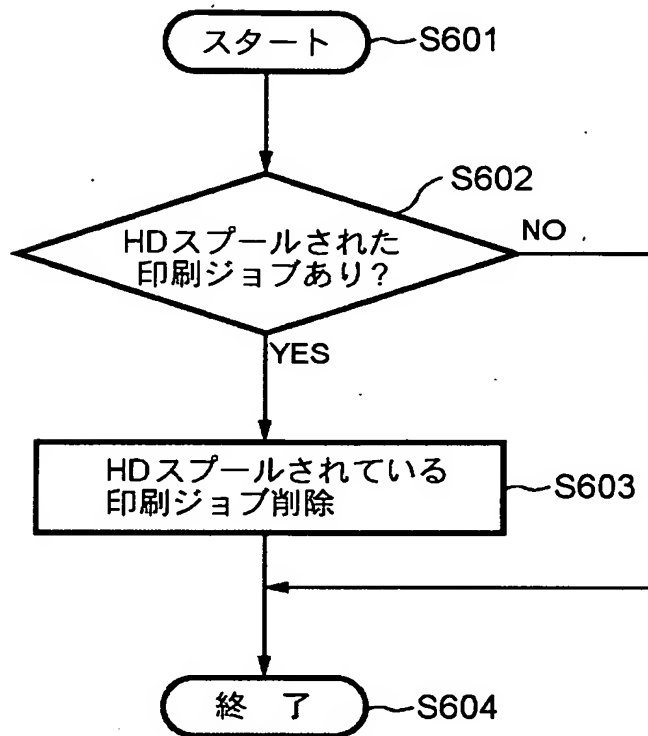 スタート
S601
S602
HDスプールされた
印刷ジョブあり?
NO
YES
HDスプールされている
印刷ジョブ削除
S603
終 了
S604